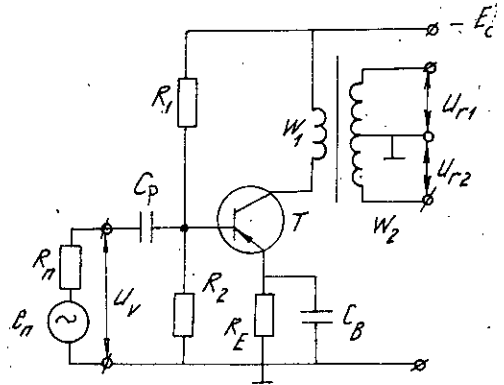 - E_c
R_1
W_1
U_r1
U_r2
C_p
T
W_2
R_n
U_v
R_2
R_E
C_B
e_n
~